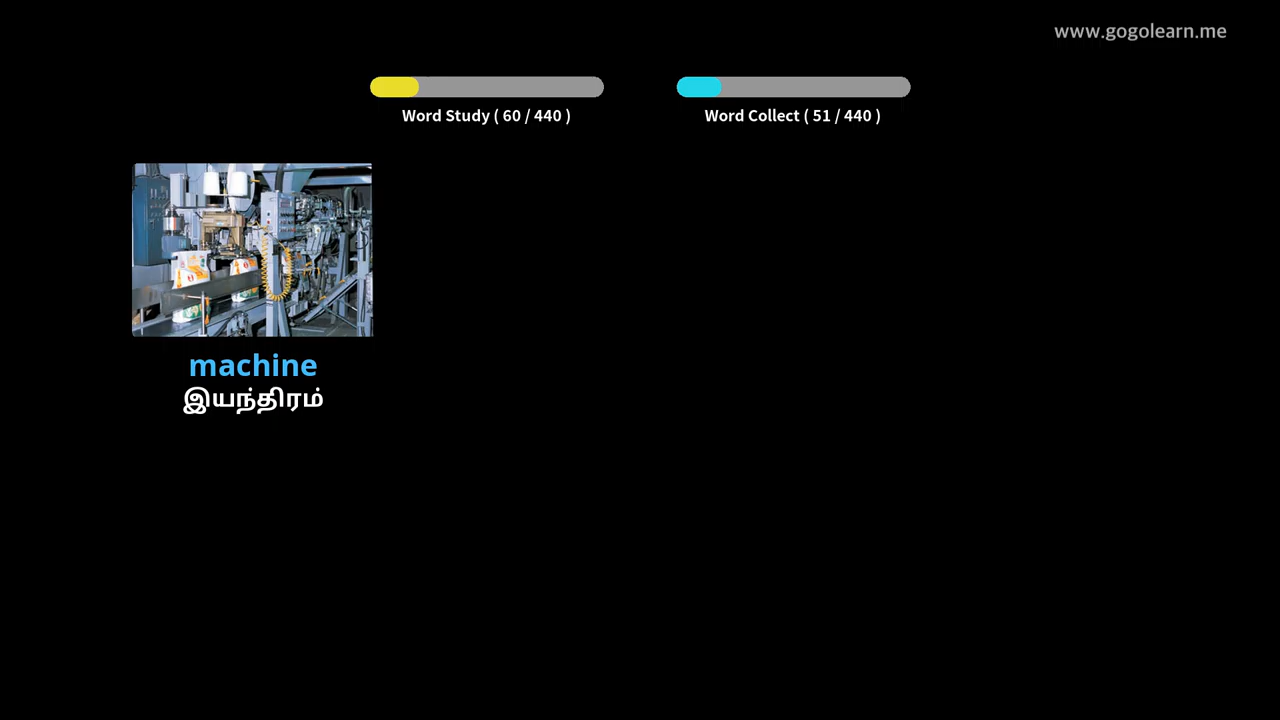 www.gogolearn.me
Word Study ( 60 / 440 )
Word Collect ( 51 / 440 )
machine
இயந்திரம்